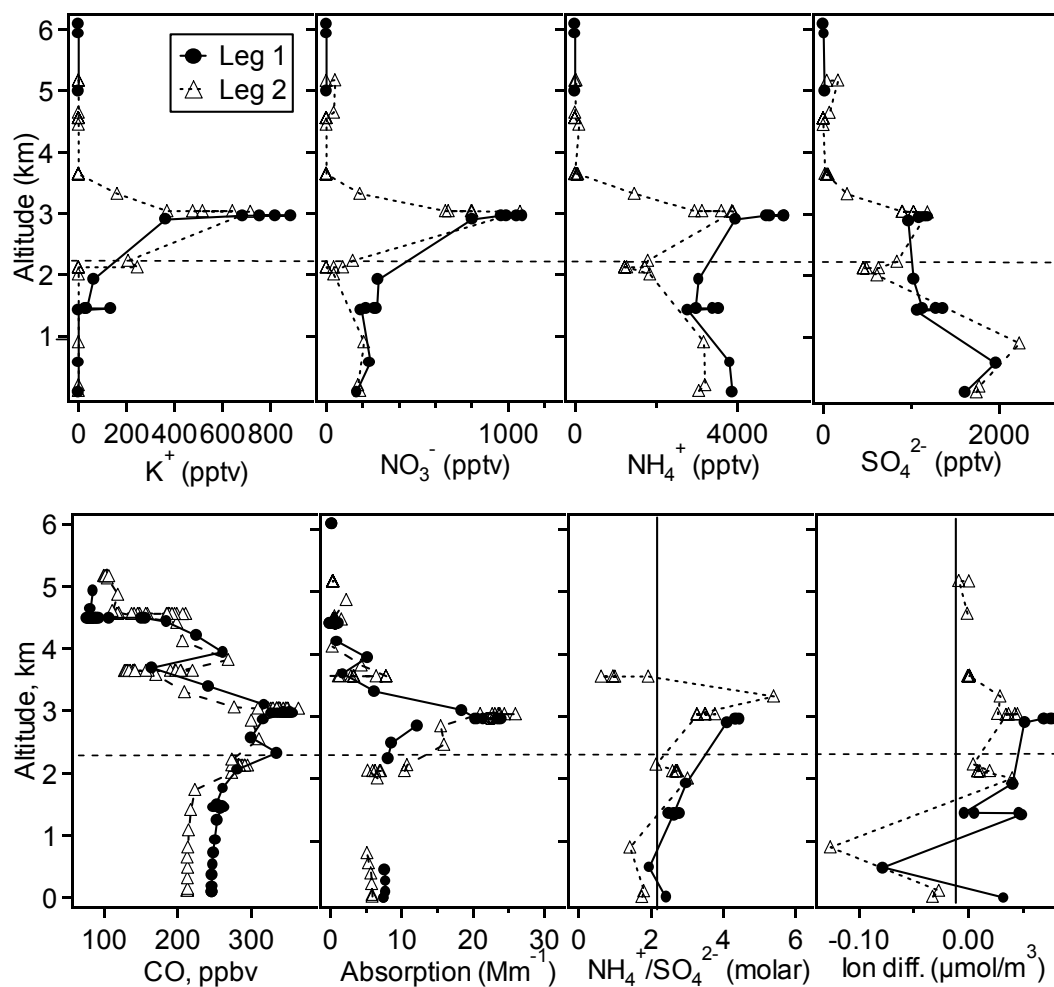 6
5
4
3
2
1
Altitude (km)
Leg 1
Leg 2
0 200 400 600 800
0 1000
0 4000
0 2000
K+ (pptv)
NO3- (pptv)
NH4+ (pptv)
SO42- (pptv)
6
5
4
3
2
1
0
Altitude, km
100 200 300
0 10 20 30
0 2 4 6
-0.10 0.00
CO, ppbv
Absorption (Mm-1)
NH4+/SO42- (molar)
Ion diff. (µmol/m3)